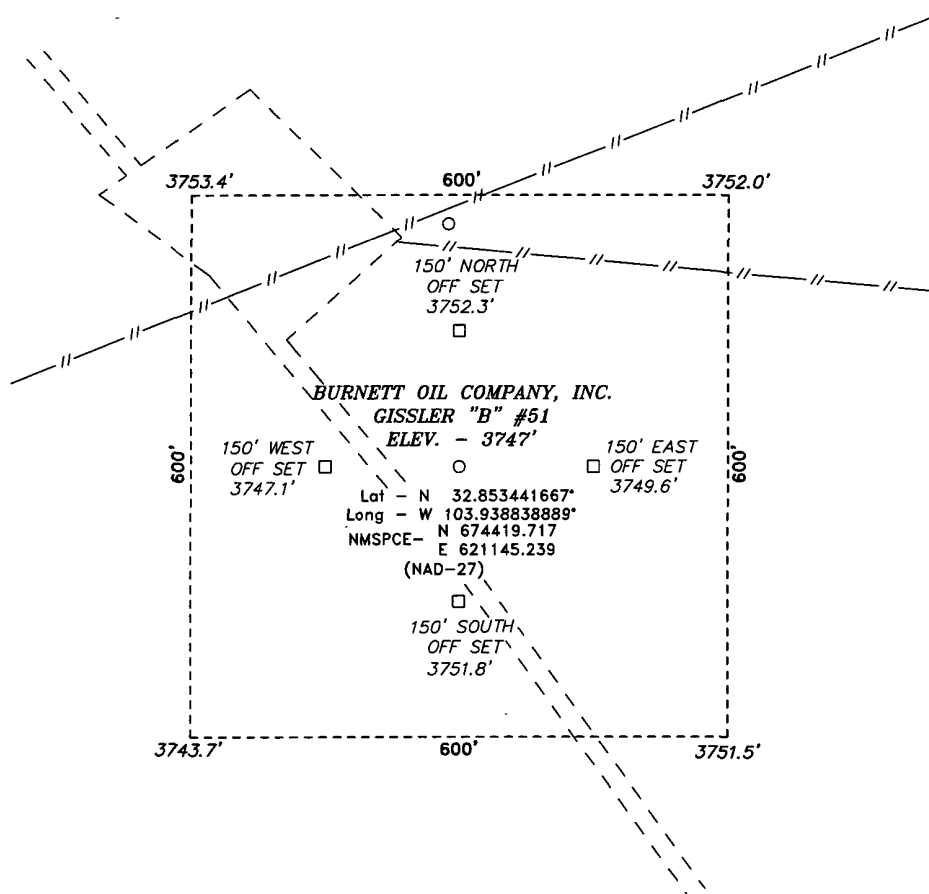 3753.4'
600'
3752.0'
150' NORTH
OFF SET
3752.3'
BURNETT OIL COMPANY, INC.
GISSLER "B" #51
ELEV. - 3747'
150' WEST
OFF SET
3747.1'
150' EAST
OFF SET
3749.6'
600'
600'
Lat - N 32.853441667°
Long - W 103.938838889°
NMSPCE- N 674419.717
E 621145.239
(NAD-27)
150' SOUTH
OFF SET
3751.8'
3743.7'
600'
3751.5'